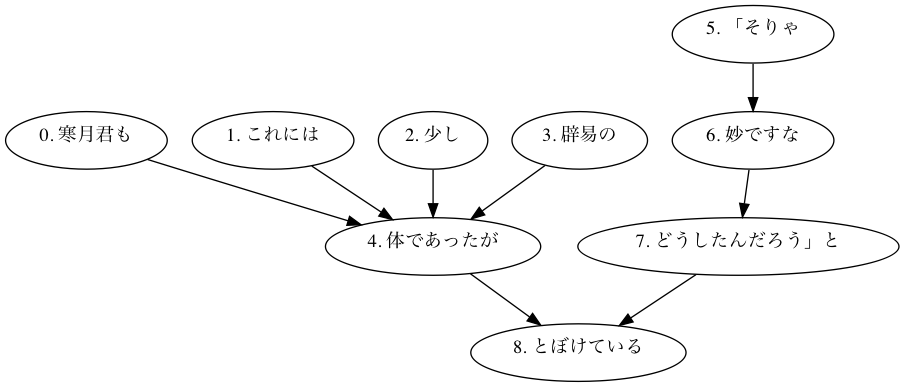 5. 「そりゃ
0. 寒月君も
1. これには
2. 少し
3. 辟易の
6. 妙ですな
4. 体であったが
7. どうしたんだろう」と
8. とぼけている